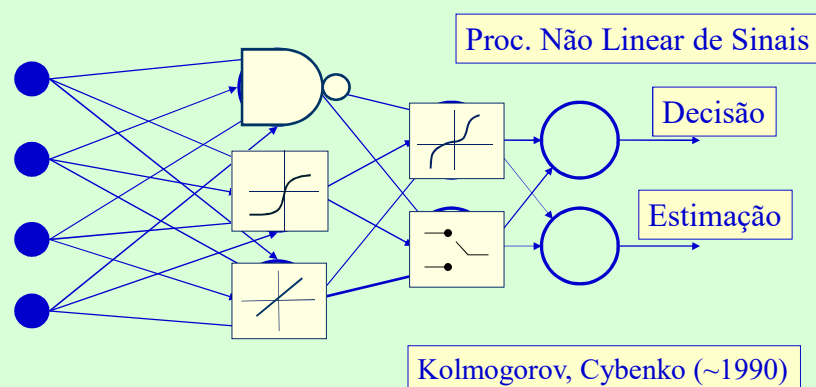 Proc. Não Linear de Sinais
Decisão
Estimação
Kolmogorov, Cybenko (~1990)